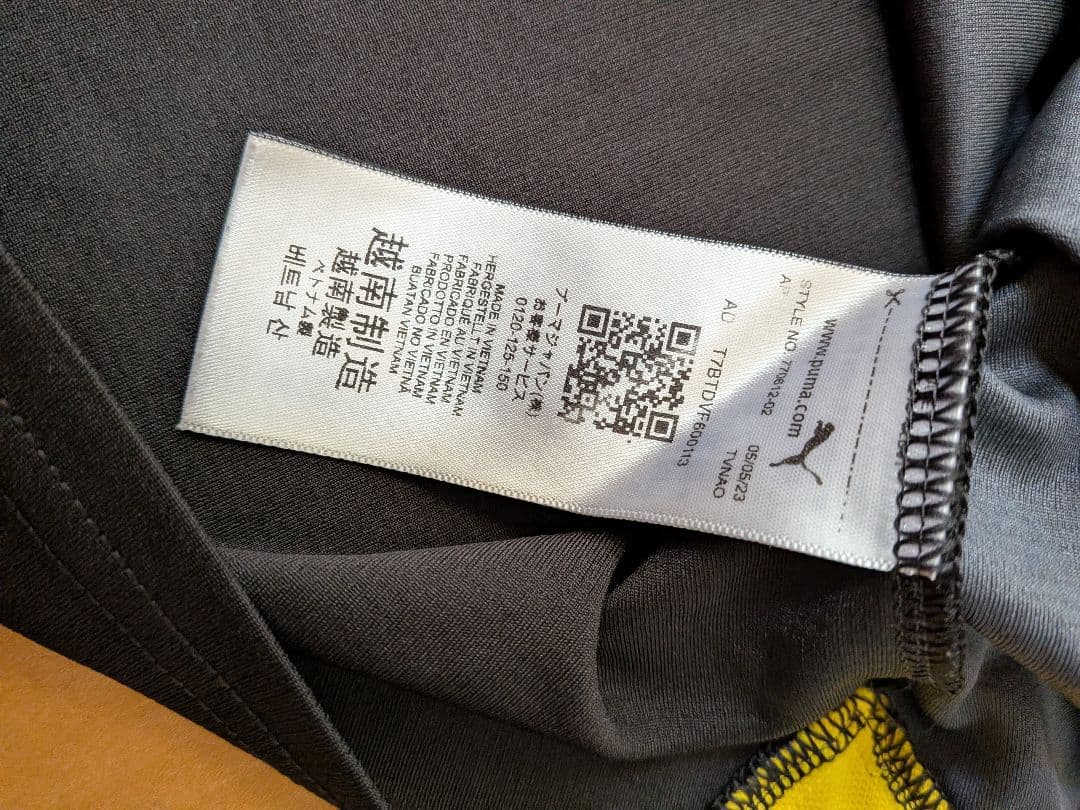 www.puma.com
STYLE NO. 770612-02 05/05/23
AP TVNAO
AD T7BTDVF600113
プーマジャパン(株)
お客様サービス
0120-125-150
MADE IN VIETNAM
HERGESTELLT IN VIETNAM
FABRIQUÉ AU VIETNAM
FABRICADO EN VIETNAM
PRODOTTO IN VIETNAM
FABRICADO NO VIETNÃ
BUATAN VIETNAM
越南制造
越南製造
ベトナム製
베트남 산